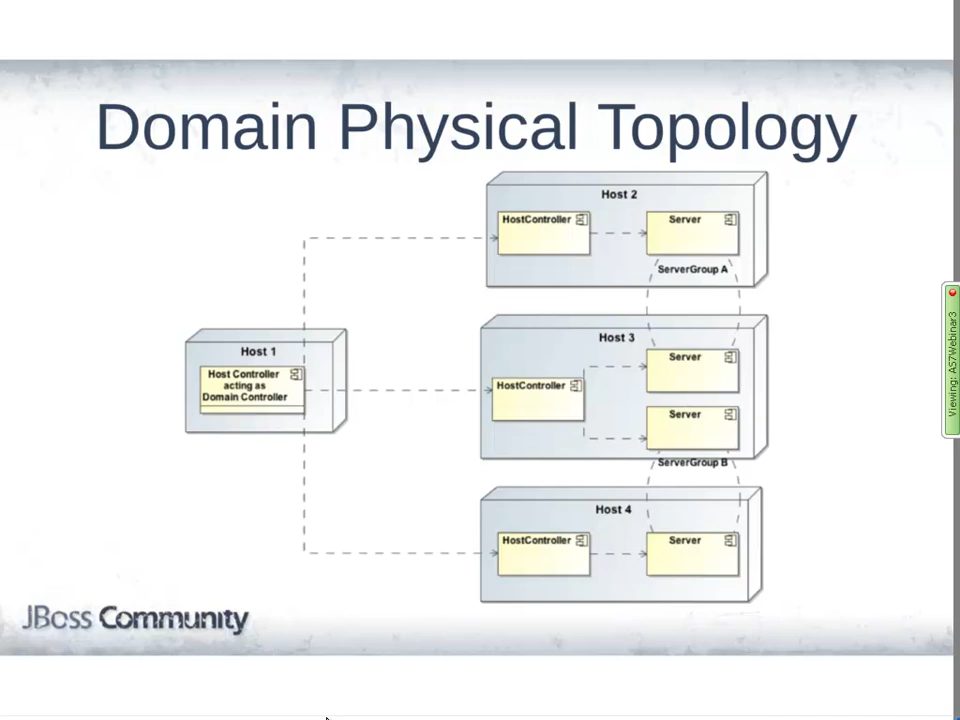 Domain Physical Topology
Host 2
HostController
Server
ServerGroup A
Host 3
HostController
Server
Server
ServerGroup B
Host 1
Host Controller
acting as
Domain Controller
Host 4
HostController
Server
JBoss Community
Viewing: AS7Webinar3